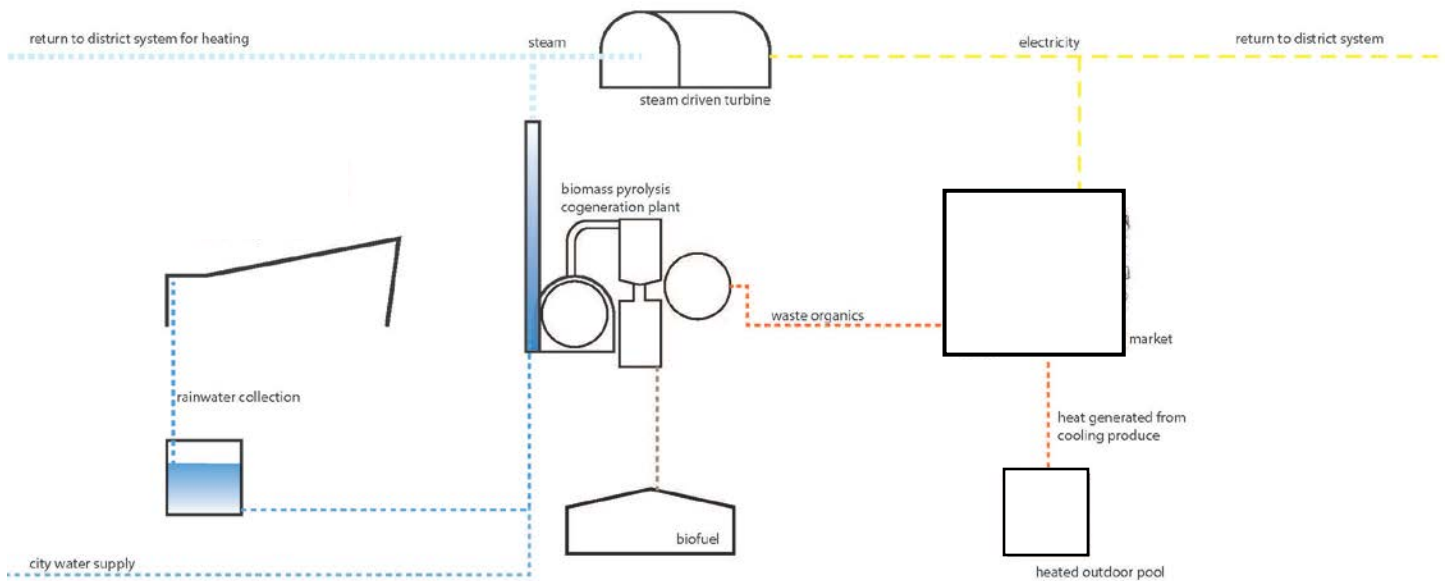 return to district system for heating
steam
electricity
return to district system
steam driven turbine
biomass pyrolysis
cogeneration plant
waste organics
market
rainwater collection
heat generated from
cooling produce
biofuel
city water supply
heated outdoor pool